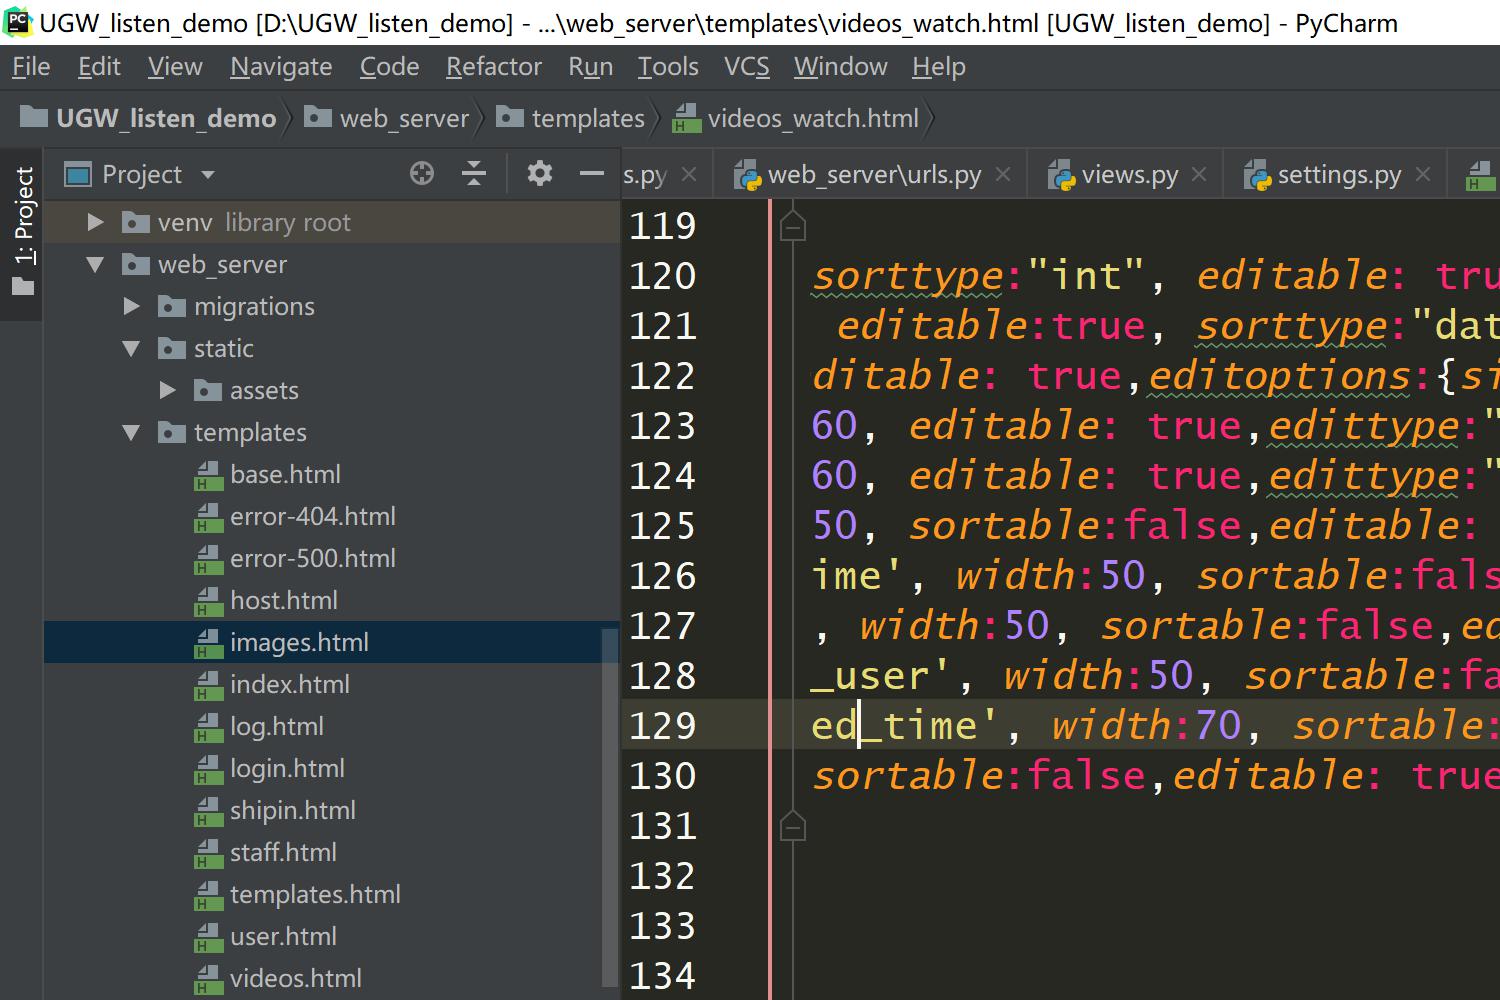 UGW_listen_demo [D:\UGW_listen_demo] - ...\web_server\templates\videos_watch.html [UGW_listen_demo] - PyCharm
File Edit View Navigate Code Refactor Run Tools VCS Window Help
UGW_listen_demo web_server templates videos_watch.html
1: Project
Project
s.py web_server\urls.py views.py settings.py
venv library root
web_server
migrations
static
assets
templates
base.html
error-404.html
error-500.html
host.html
images.html
index.html
log.html
login.html
shipin.html
staff.html
templates.html
user.html
videos.html
119
120 sorttype:"int", editable: tru
121 editable:true, sorttype:"dat
122 ditable: true,editoptions:{si
123 60, editable: true,edittype:"
124 60, editable: true,edittype:"
125 50, sortable:false,editable:
126 ime', width:50, sortable:fals
127 , width:50, sortable:false,ed
128 _user', width:50, sortable:fa
129 ed_time', width:70, sortable:
130 sortable:false,editable: true
131
132
133
134